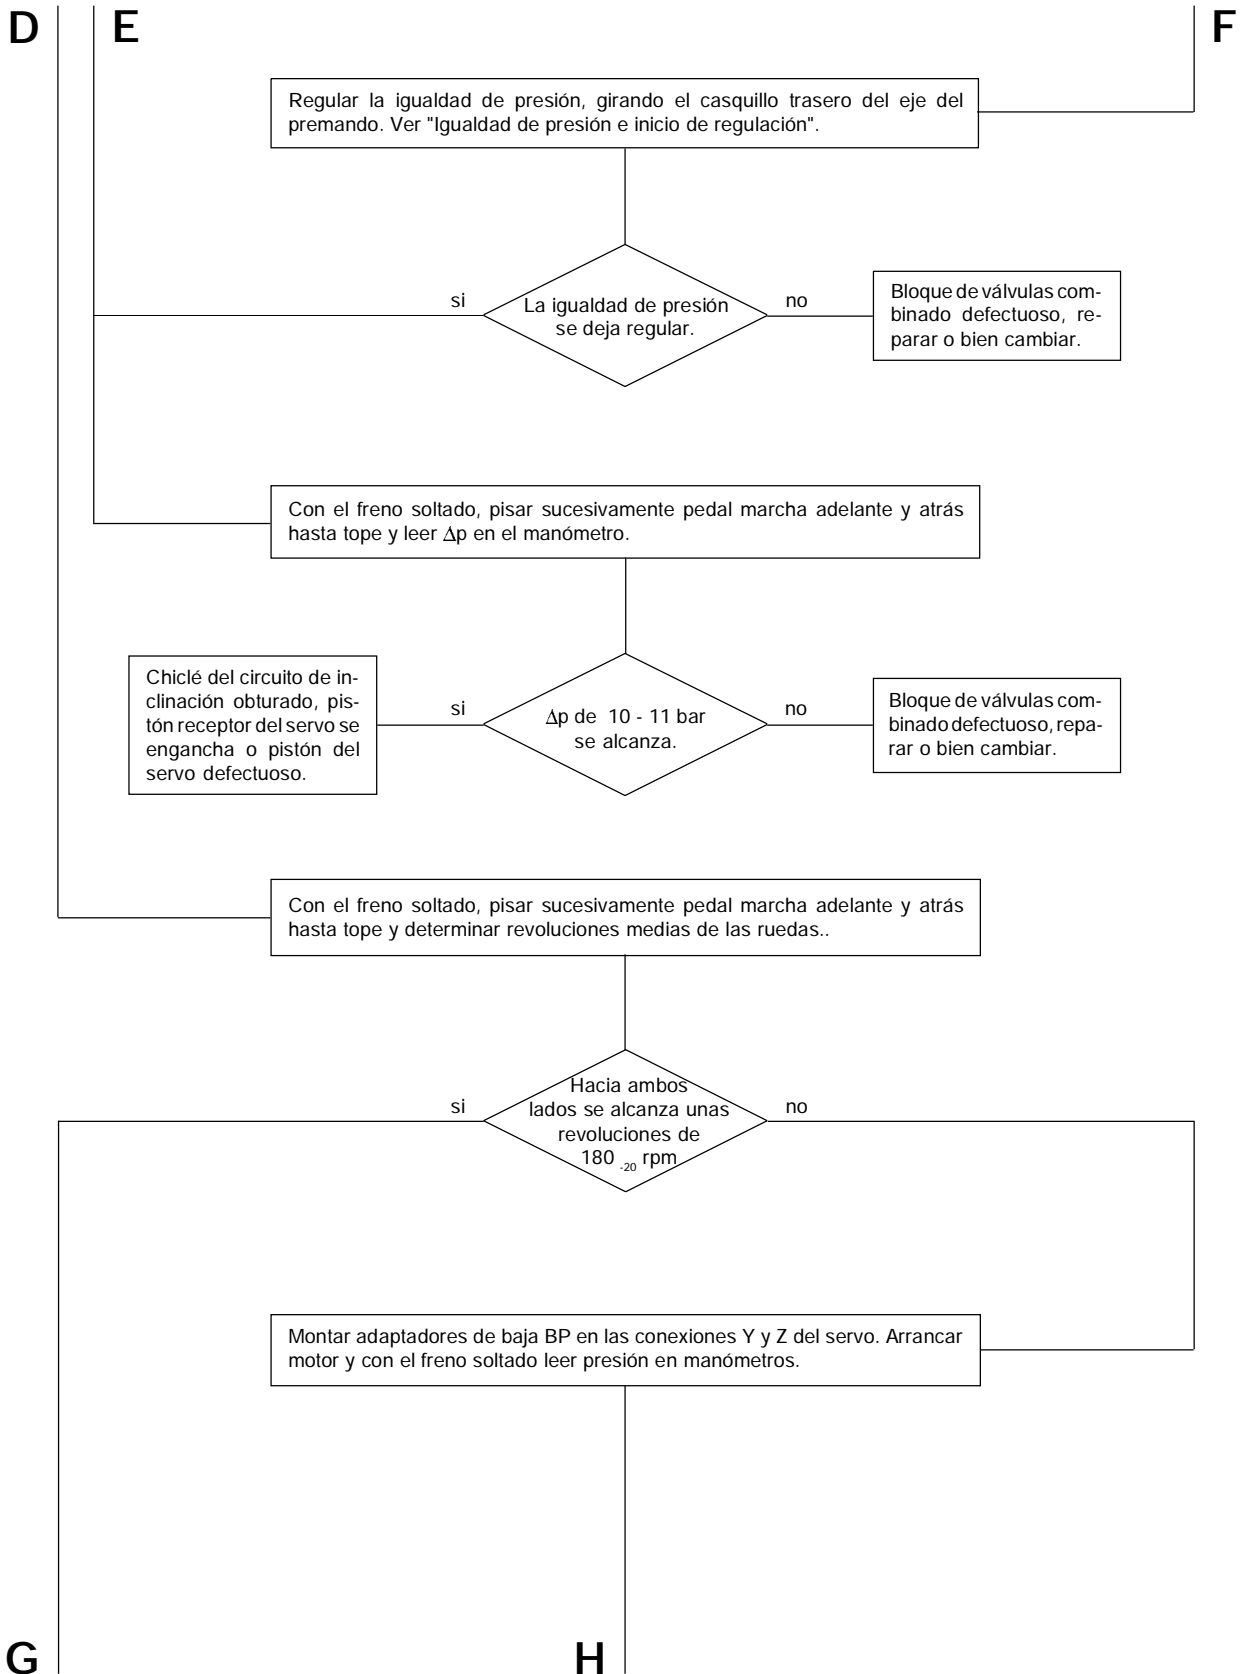 D
E
F
Regular la igualdad de presión, girando el casquillo trasero del eje del
premando. Ver "Igualdad de presión e inicio de regulación".
si
La igualdad de presión
se deja regular.
no
Bloque de válvulas com-
binado defectuoso, re-
parar o bien cambiar.
Con el freno soltado, pisar sucesivamente pedal marcha adelante y atrás
hasta tope y leer Δp en el manómetro.
Chiclé del circuito de in-
clinación obturado, pis-
tón receptor del servo se
engancha o pistón del
servo defectuoso.
si
Δp de 10 - 11 bar
se alcanza.
no
Bloque de válvulas com-
binado defectuoso, repa-
rar o bien cambiar.
Con el freno soltado, pisar sucesivamente pedal marcha adelante y atrás
hasta tope y determinar revoluciones medias de las ruedas..
si
Hacia ambos
lados se alcanza unas
revoluciones de
180 -20 rpm
no
Montar adaptadores de baja BP en las conexiones Y y Z del servo. Arrancar
motor y con el freno soltado leer presión en manómetros.
G
H